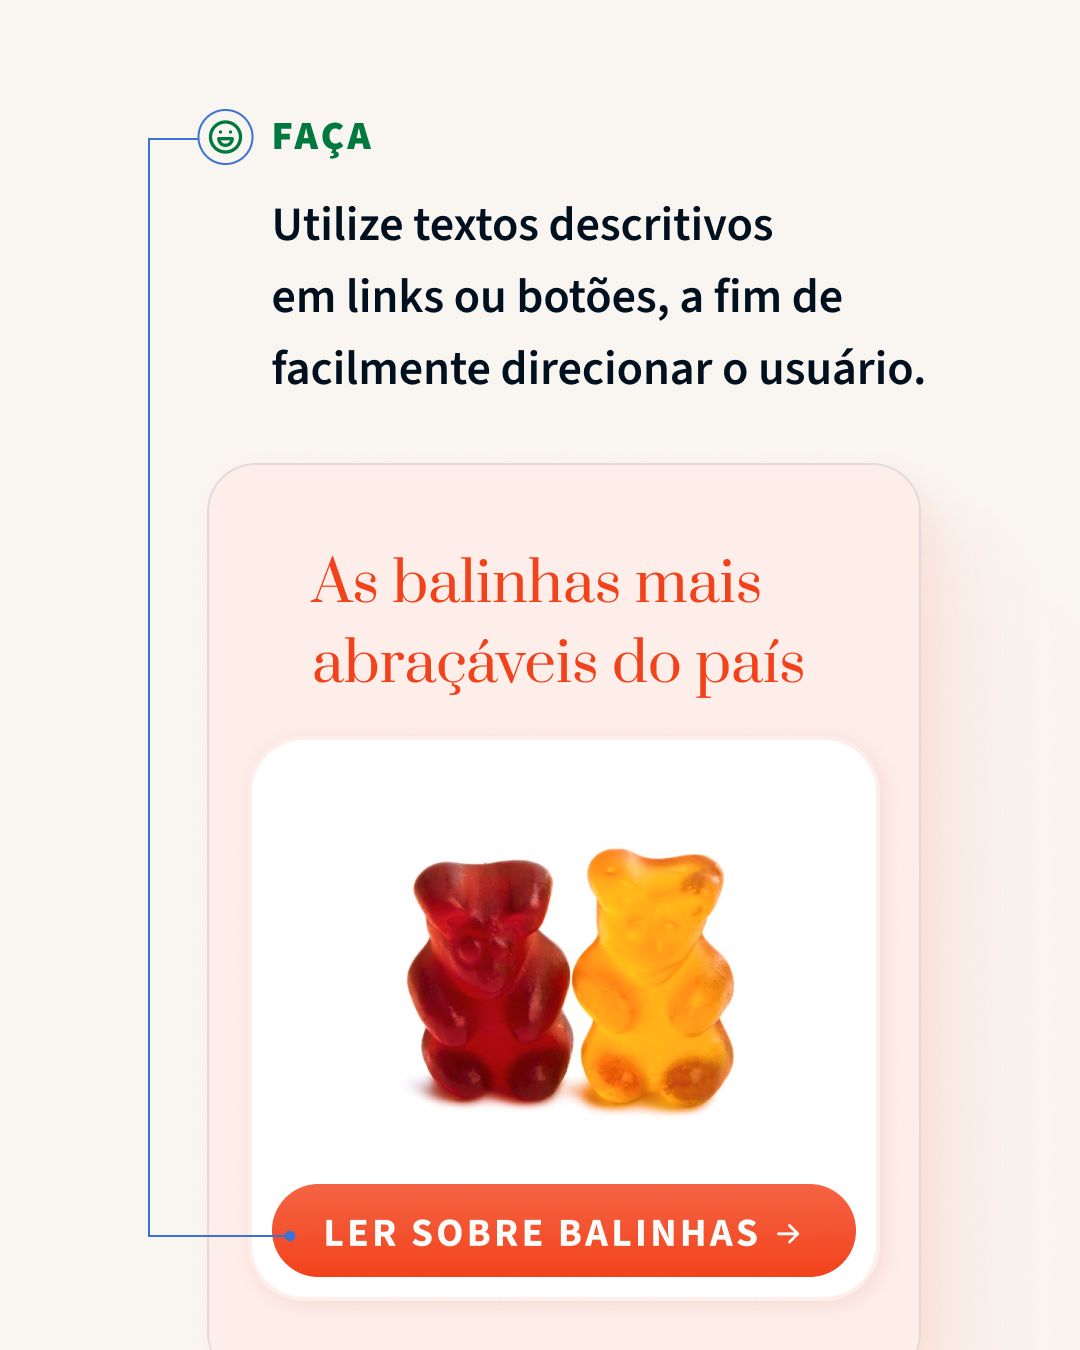 FAÇA
Utilize textos descritivos
em links ou botões, a fim de
facilmente direcionar o usuário.
As balinhas mais
abraçáveis do país
LER SOBRE BALINHAS →